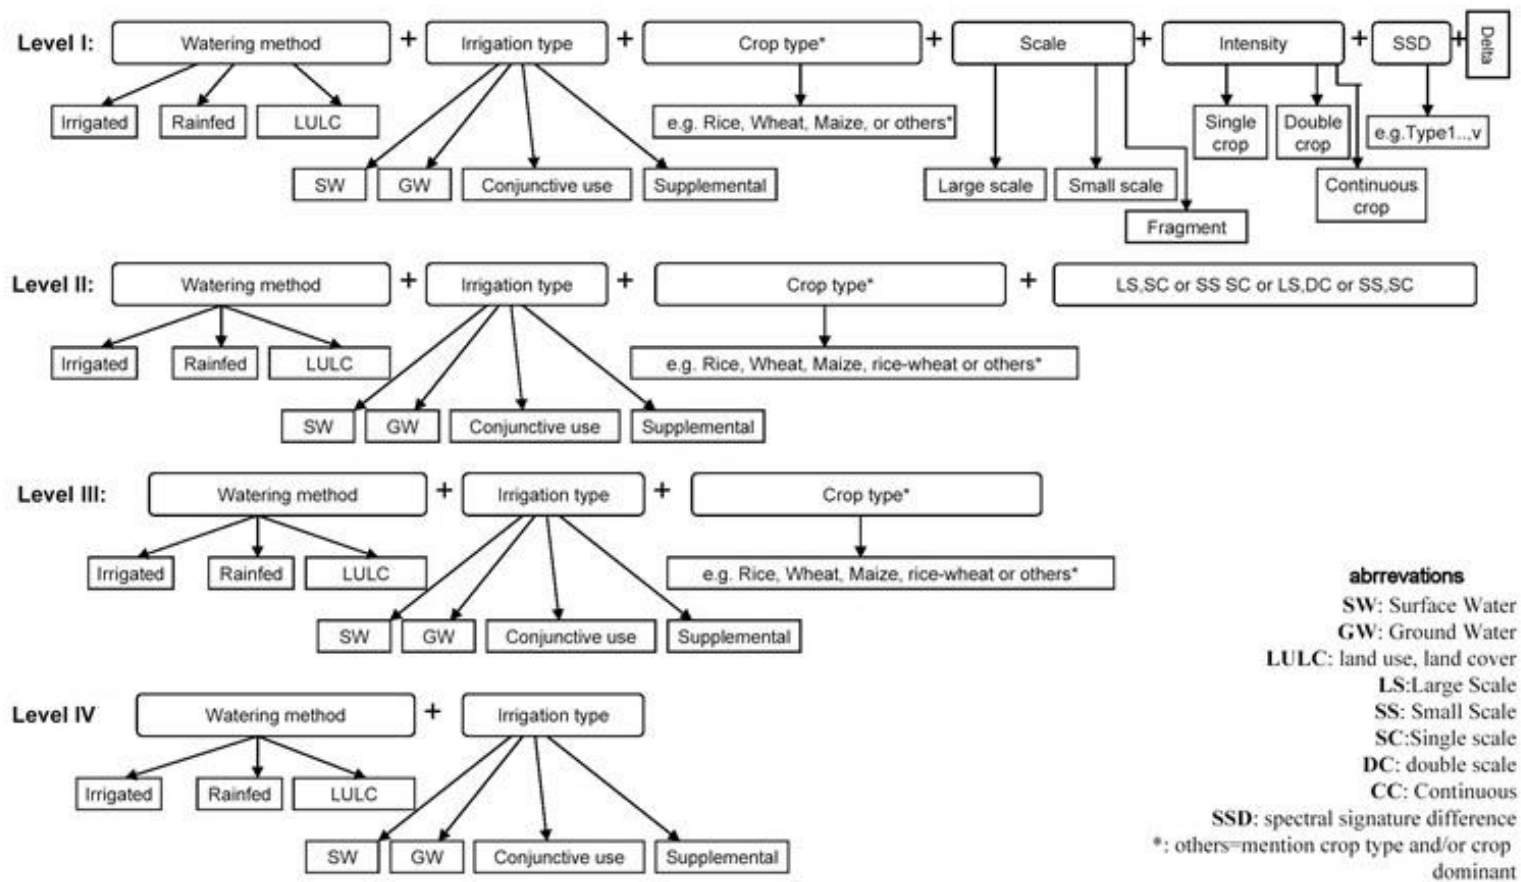 Level I: Watering method + Irrigation type + Crop type* + Scale + Intensity + SSD + Delta
Irrigated Rainfed LULC e.g. Rice, Wheat, Maize, or others* Single crop Double crop e.g.Type1..,v
SW GW Conjunctive use Supplemental Large scale Small scale Continuous crop
Fragment
Level II: Watering method + Irrigation type + Crop type* + LS,SC or SS SC or LS,DC or SS,SC
Irrigated Rainfed LULC e.g. Rice, Wheat, Maize, rice-wheat or others*
SW GW Conjunctive use Supplemental
Level III: Watering method + Irrigation type + Crop type*
Irrigated Rainfed LULC e.g. Rice, Wheat, Maize, rice-wheat or others*
SW GW Conjunctive use Supplemental
Level IV Watering method + Irrigation type
Irrigated Rainfed LULC
SW GW Conjunctive use Supplemental
abrrevations
SW: Surface Water
GW: Ground Water
LULC: land use, land cover
LS:Large Scale
SS: Small Scale
SC:Single scale
DC: double scale
CC: Continuous
SSD: spectral signature difference
*: others=mention crop type and/or crop
dominant